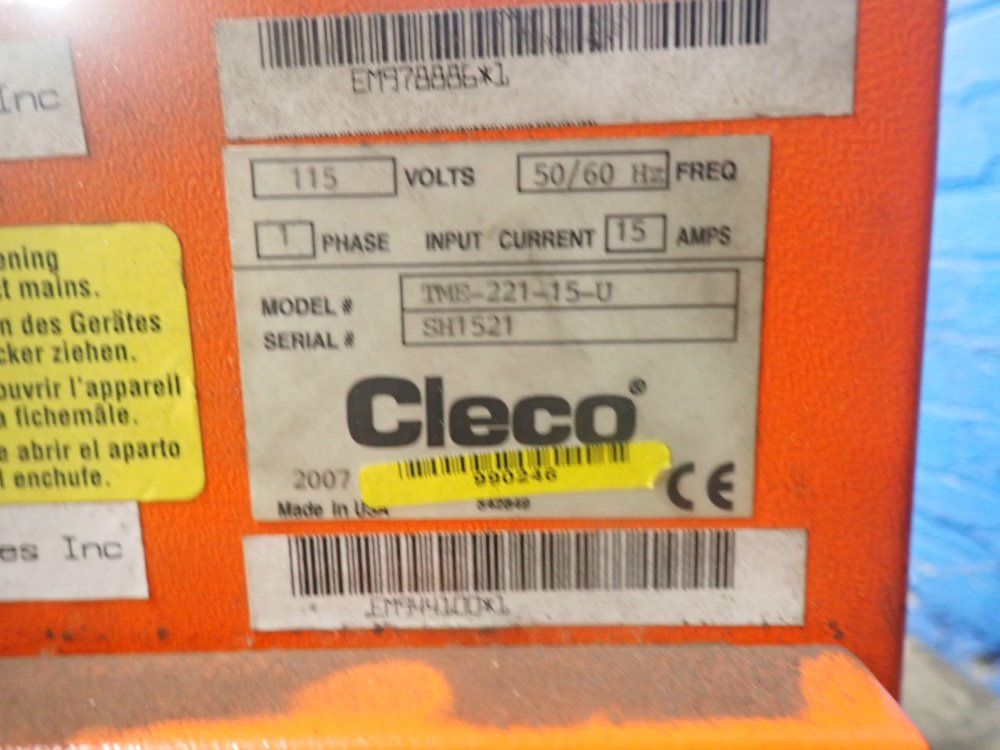 Inc
EM978886*1
115 VOLTS 50/60 Hz FREQ
1 PHASE INPUT CURRENT 15 AMPS
MODEL # TME-221-15-U
SERIAL # SH1521
Cleco®
2007
990246
CE
Made in USA
542849
ening
t mains.
n des Gerätes
cker ziehen.
ouvrir l'appareil
a fichemâle.
e abrir el aparto
enchufe.
es Inc
EM944100*1